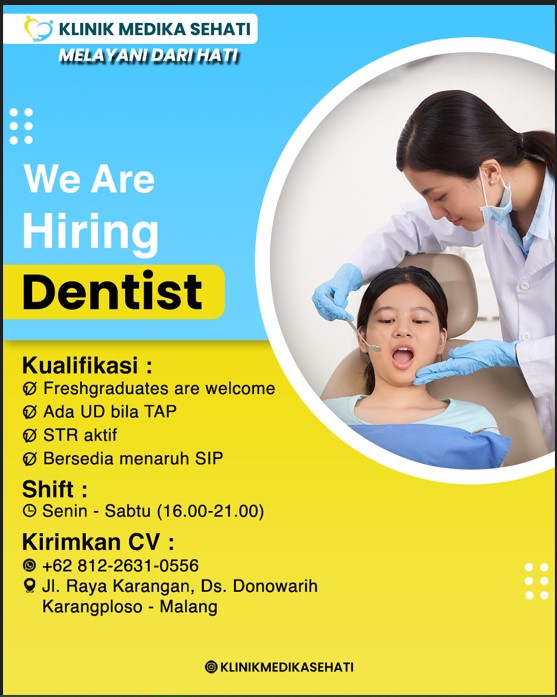 KLINIK MEDIKA SEHATI
MELAYANI DARI HATI
We Are
Hiring
Dentist
Kualifikasi :
Freshgraduates are welcome
Ada UD bila TAP
STR aktif
Bersedia menaruh SIP
Shift :
Senin - Sabtu (16.00-21.00)
Kirimkan CV :
+62 812-2631-0556
Jl. Raya Karangan, Ds. Donowarih
Karangploso - Malang
KLINIKMEDIKASEHATI